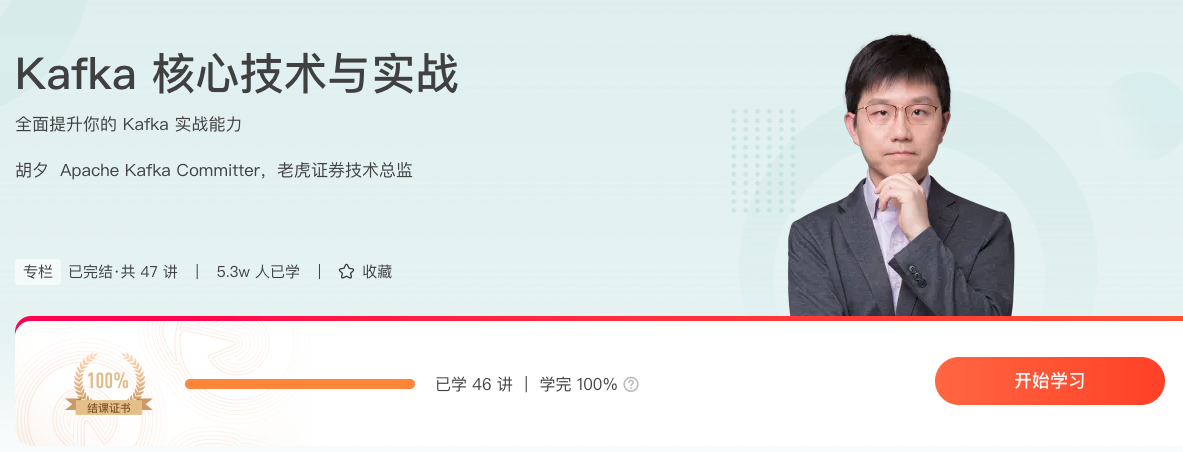 Kafka 核心技术与实战
全面提升你的 Kafka 实战能力
胡夕 Apache Kafka Committer，老虎证券技术总监
专栏 已完结·共 47 讲 | 5.3w 人已学 | 收藏
100%
结课证书
已学 46 讲 | 学完 100% ?
开始学习